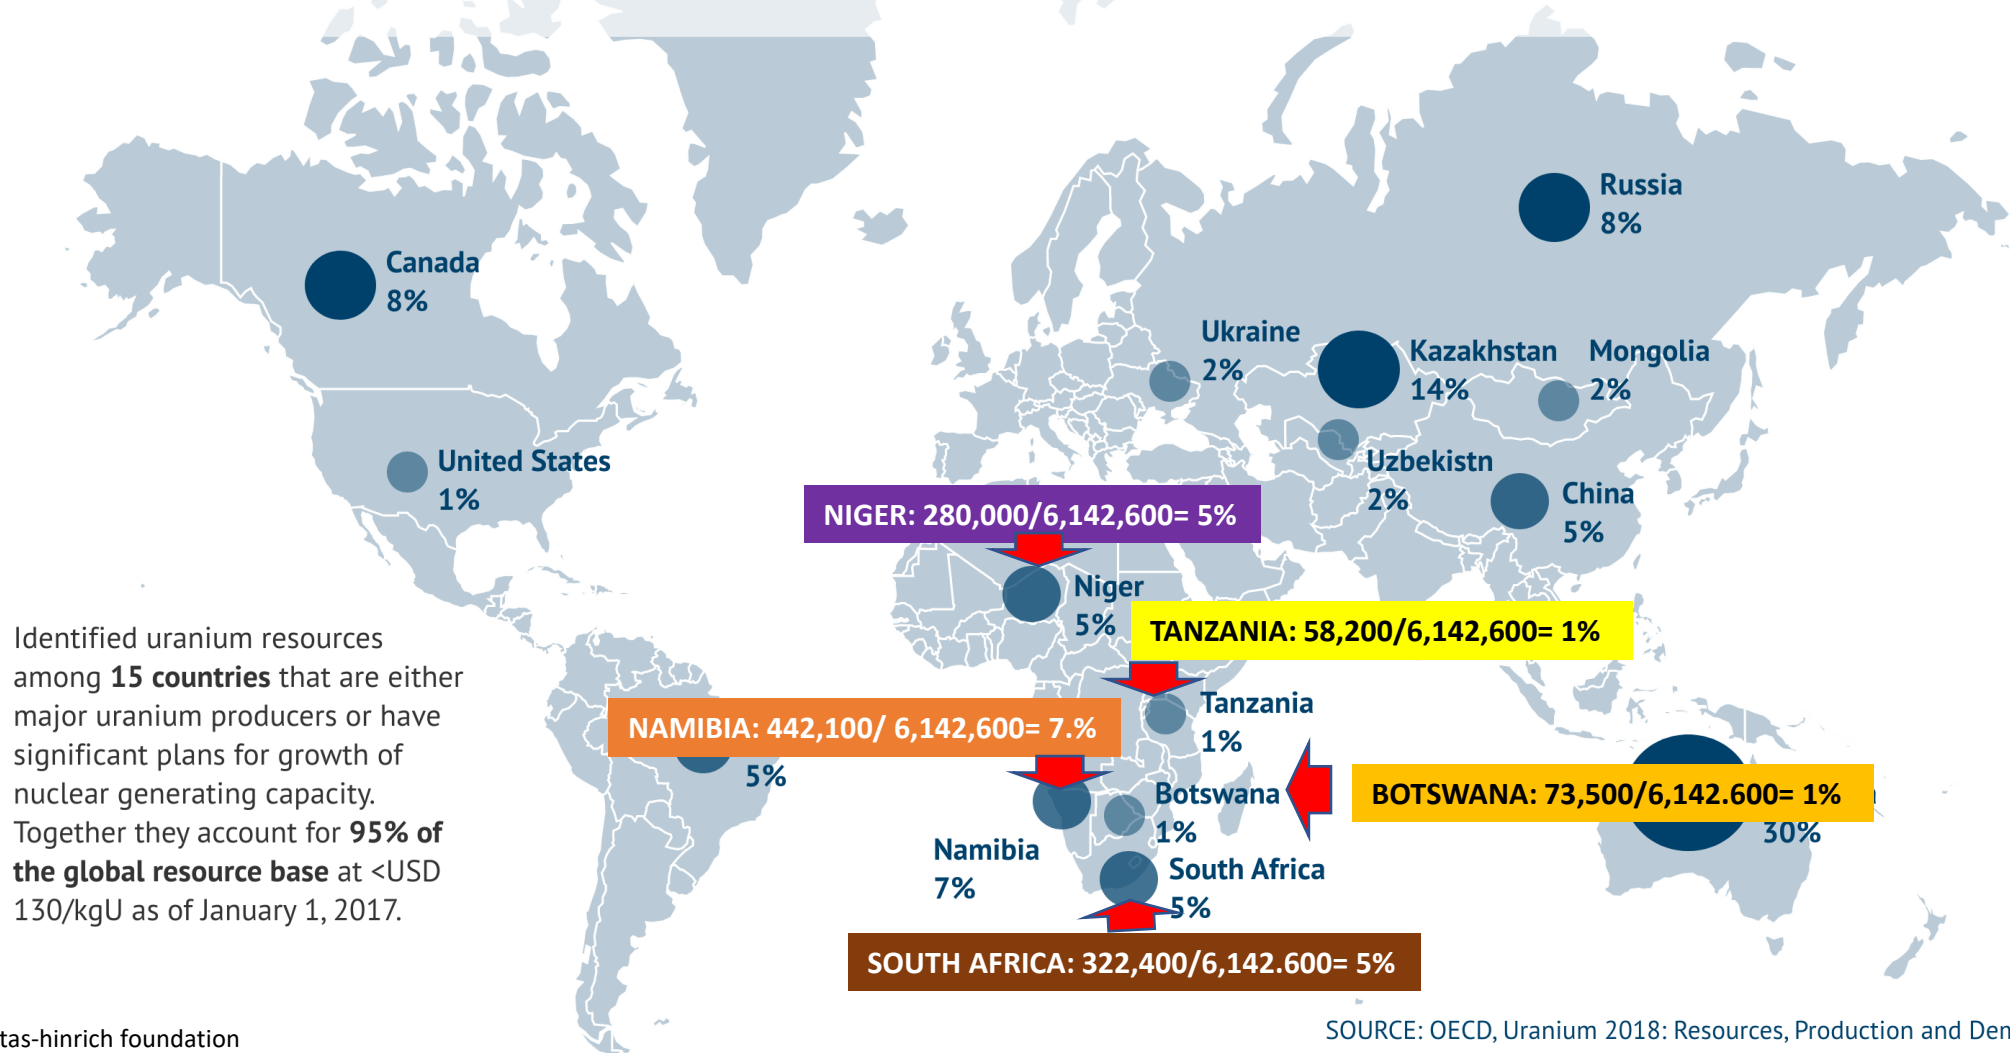 Russia
8%
Canada
8%
Ukraine
2%
Kazakhstan
14%
Mongolia
2%
United States
1%
Uzbekistn
2%
China
5%
NIGER: 280,000/6,142,600= 5%
Niger
5%
TANZANIA: 58,200/6,142,600= 1%
Tanzania
1%
NAMIBIA: 442,100/ 6,142,600= 7.%
5%
Botswana
1%
BOTSWANA: 73,500/6,142.600= 1%
30%
Namibia
7%
South Africa
5%
SOUTH AFRICA: 322,400/6,142.600= 5%
Identified uranium resources
among 15 countries that are either
major uranium producers or have
significant plans for growth of
nuclear generating capacity.
Together they account for 95% of
the global resource base at <USD
130/kgU as of January 1, 2017.
tas-hinrich foundation
SOURCE: OECD, Uranium 2018: Resources, Production and Dem